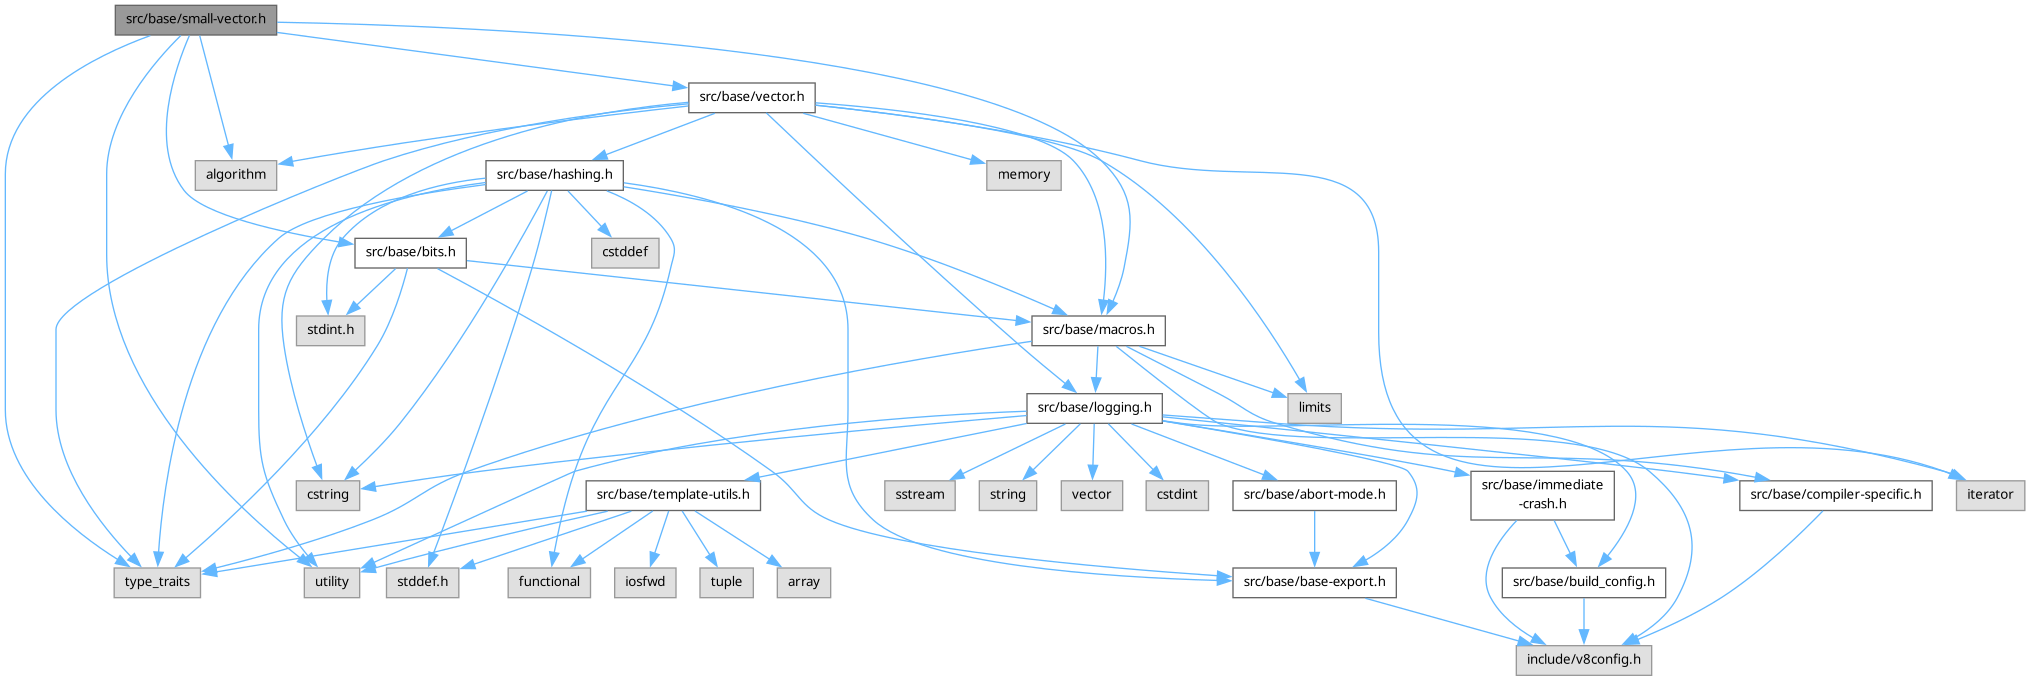 src/base/small-vector.h
src/base/vector.h
algorithm
src/base/hashing.h
memory
src/base/bits.h
cstddef
stdint.h
src/base/macros.h
limits
src/base/logging.h
cstring
src/base/template-utils.h
sstream
string
vector
cstdint
src/base/abort-mode.h
src/base/immediate
-crash.h
src/base/compiler-specific.h
iterator
type_traits
utility
stddef.h
functional
iosfwd
tuple
array
src/base/base-export.h
src/base/build_config.h
include/v8config.h